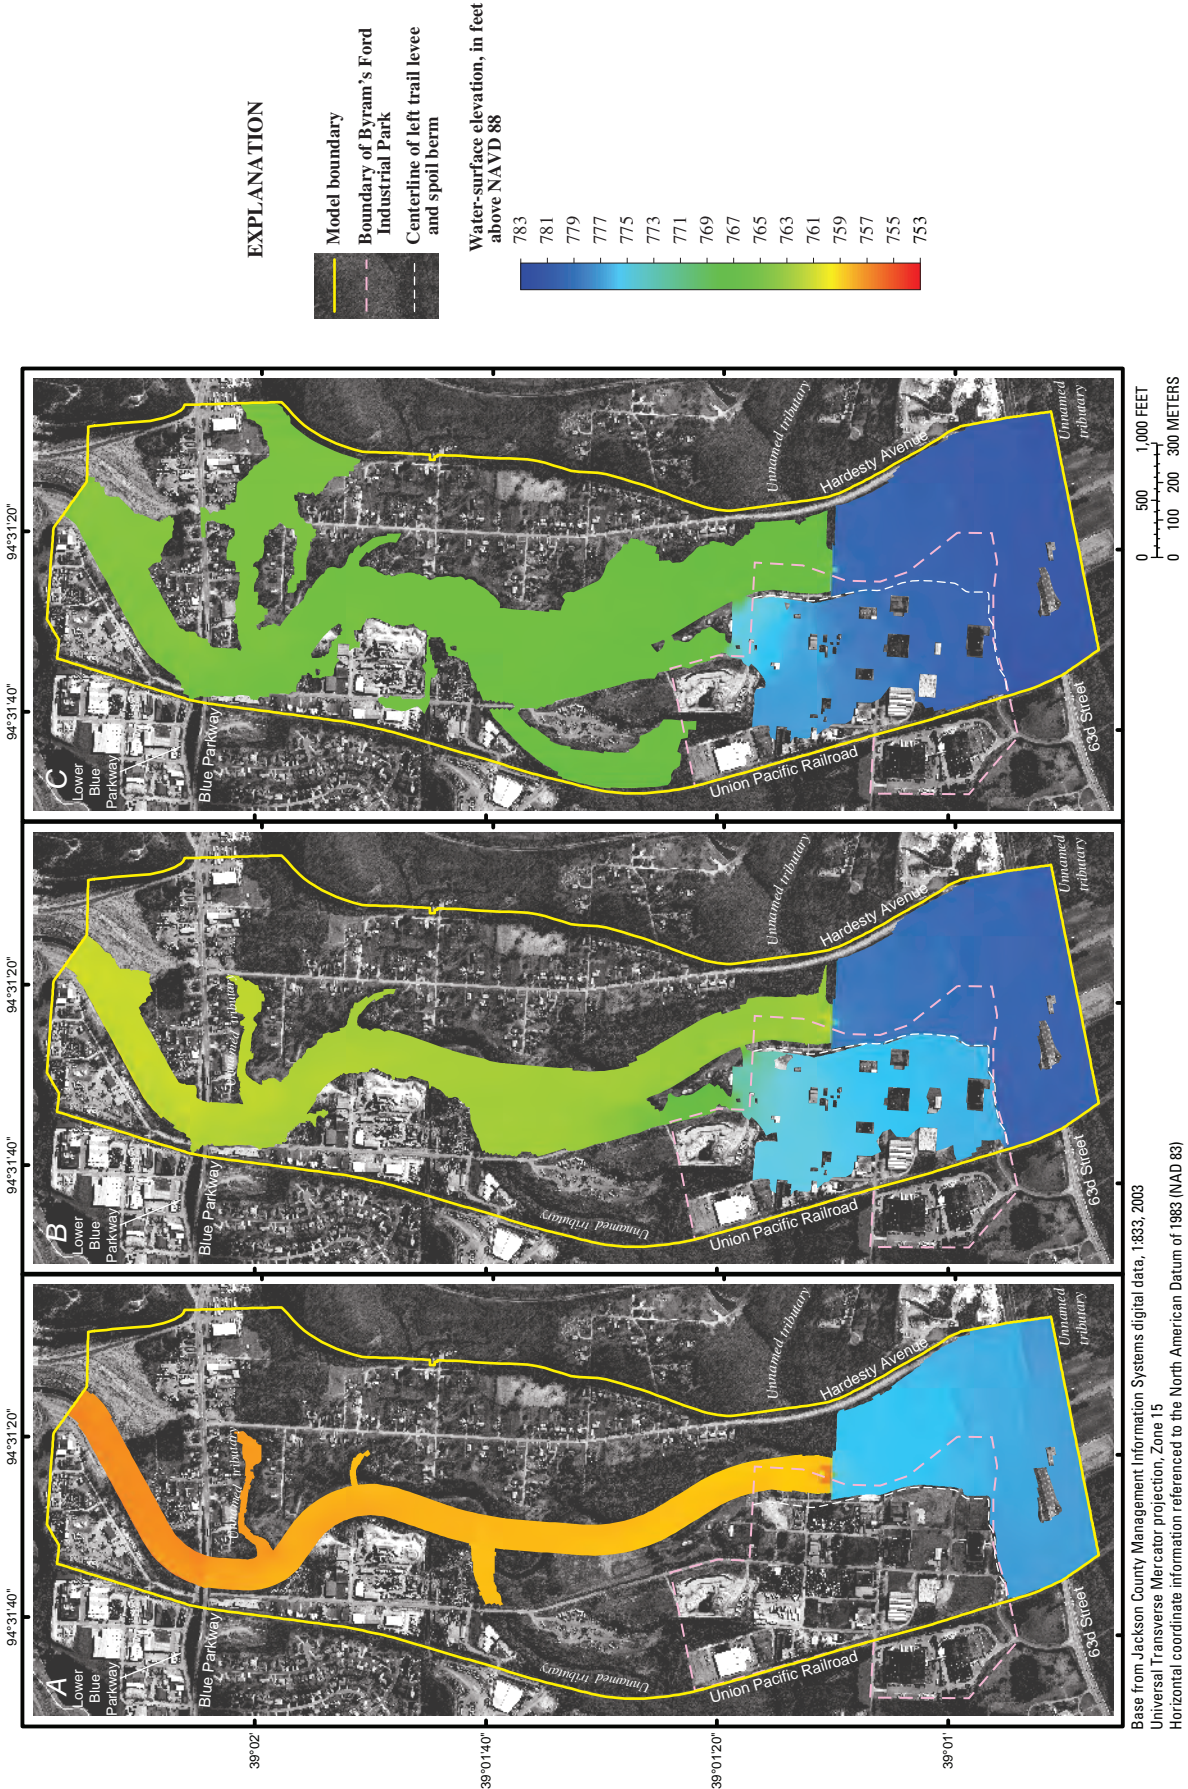 A
Lower
Blue
Parkway
Blue Parkway
Unnamed tributary
Unnamed tributary
Union Pacific Railroad
Unnamed tributary
Hardesty Avenue
63d Street
Unnamed
tributary
B
Lower
Blue
Parkway
Blue Parkway
Unnamed tributary
Unnamed tributary
Union Pacific Railroad
Unnamed tributary
Hardesty Avenue
63d Street
Unnamed
tributary
C
Lower
Blue
Parkway
Blue Parkway
Union Pacific Railroad
Unnamed tributary
Hardesty Avenue
63d Street
Unnamed
tributary
94°31'40"
94°31'20"
94°31'40"
94°31'20"
94°31'40"
94°31'20"
39°02'
39°01'40"
39°01'20"
39°01'
EXPLANATION
Model boundary
Boundary of Byram's Ford
Industrial Park
Centerline of left trail levee
and spoil berm
Water-surface elevation, in feet
above NAVD 88
783
781
779
777
775
773
771
769
767
765
763
761
759
757
755
753
Base from Jackson County Management Information Systems digital data, 1:833, 2003
Universal Transverse Mercator projection, Zone 15
Horizontal coordinate information referenced to the North American Datum of 1983 (NAD 83)
0 500 1,000 FEET
0 100 200 300 METERS